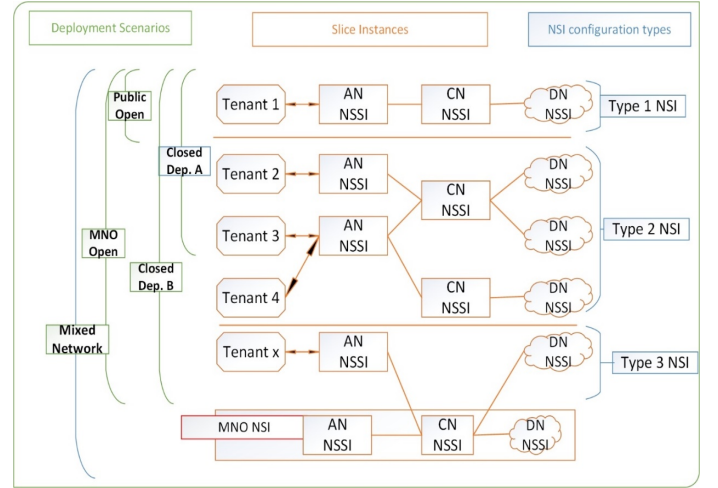 Deployment Scenarios
Slice Instances
NSI configuration types
Public
Open
Closed
Dep. A
MNO
Open
Closed
Dep. B
Mixed
Network
Tenant 1
AN
NSSI
CN
NSSI
DN
NSSI
Type 1 NSI
Tenant 2
AN
NSSI
CN
NSSI
DN
NSSI
Tenant 3
AN
NSSI
DN
NSSI
Type 2 NSI
Tenant 4
CN
NSSI
DN
NSSI
Tenant x
AN
NSSI
DN
NSSI
Type 3 NSI
MNO NSI
AN
NSSI
CN
NSSI
DN
NSSI